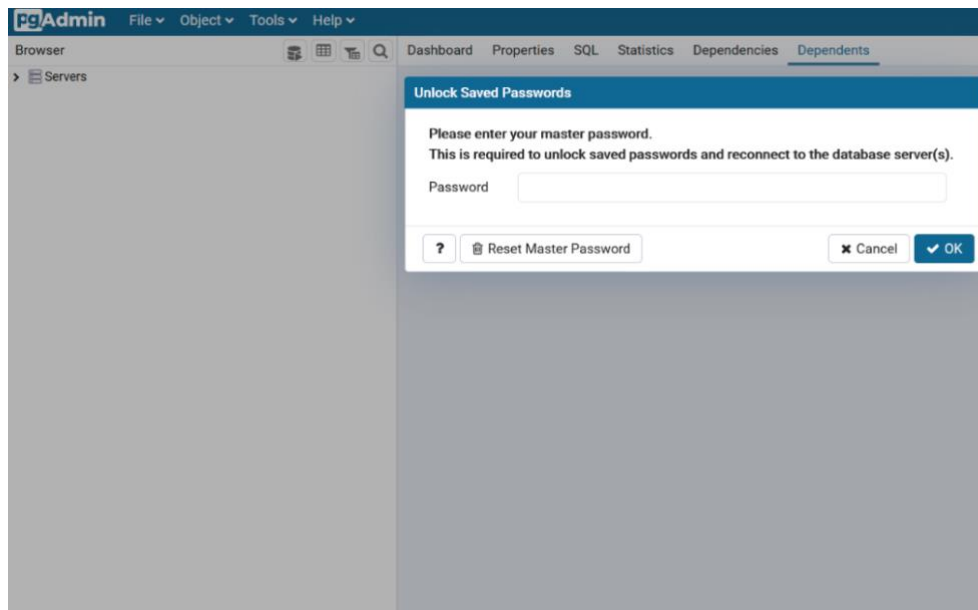 pgAdmin File Object Tools Help
Browser
Dashboard Properties SQL Statistics Dependencies Dependents
Servers
Unlock Saved Passwords
Please enter your master password.
This is required to unlock saved passwords and reconnect to the database server(s).
Password
? Reset Master Password Cancel OK